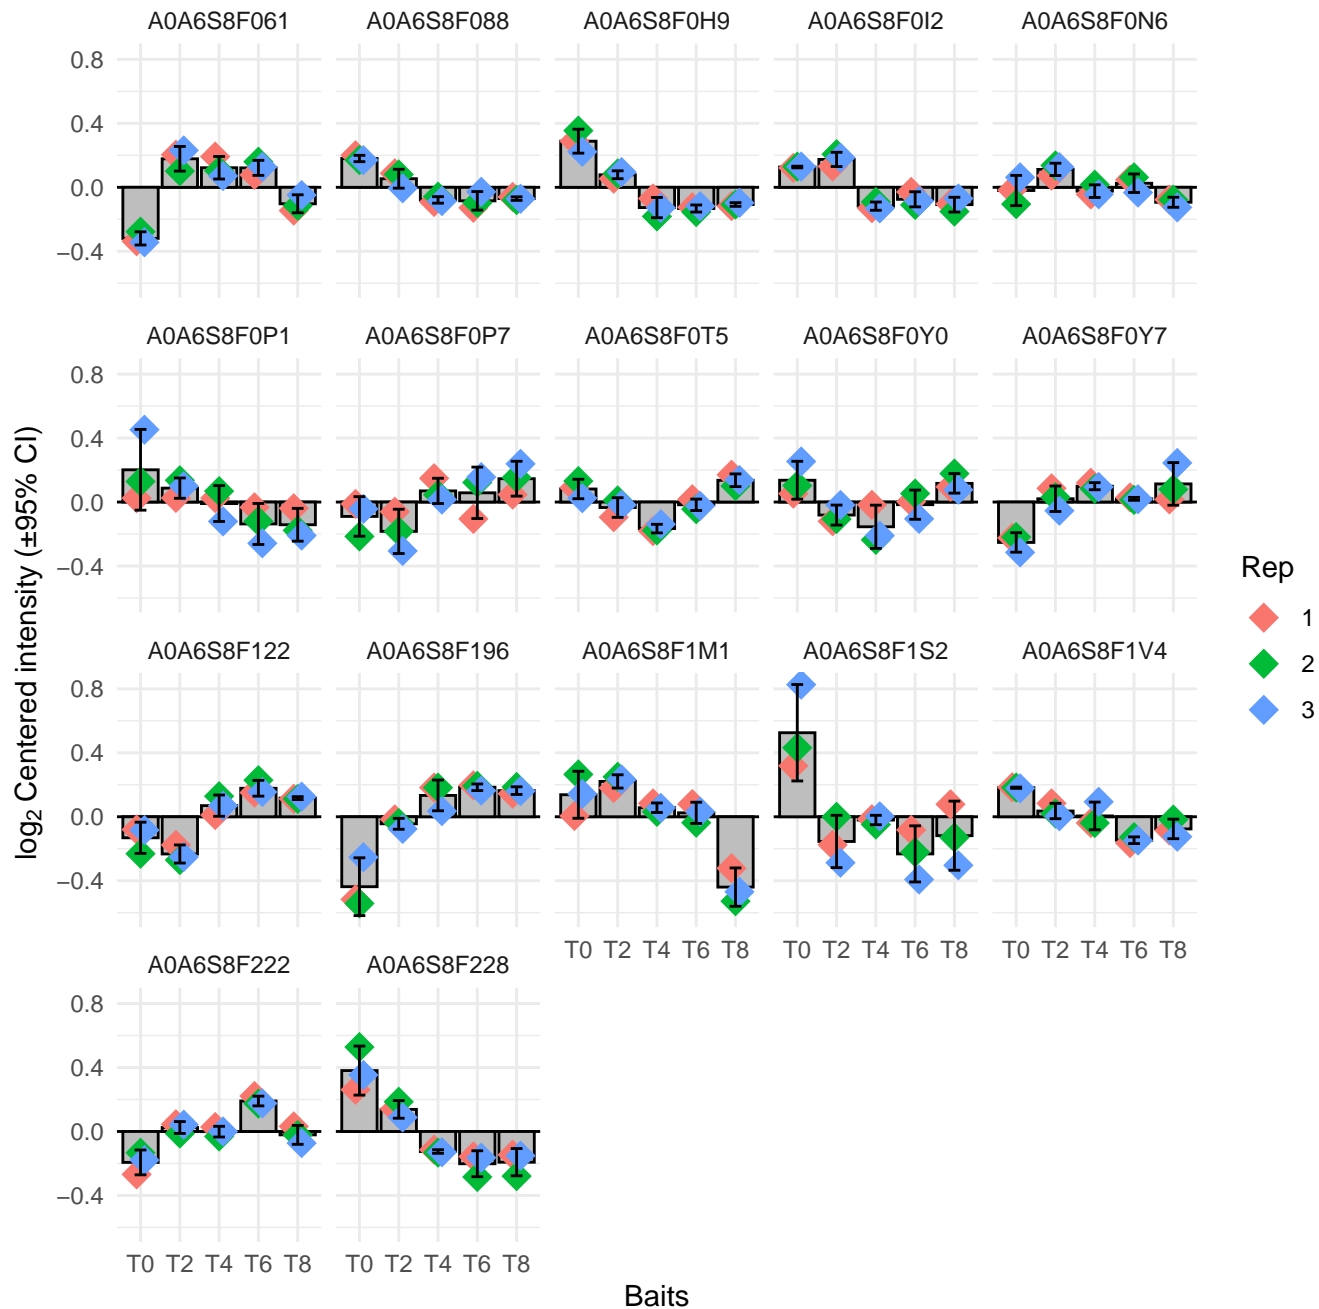 A0A6S8F061 A0A6S8F088 A0A6S8F0H9 A0A6S8F0I2 A0A6S8F0N6
0.8
0.4
0.0
−0.4
A0A6S8F0P1 A0A6S8F0P7 A0A6S8F0T5 A0A6S8F0Y0 A0A6S8F0Y7
0.8
0.4
0.0
−0.4
A0A6S8F122 A0A6S8F196 A0A6S8F1M1 A0A6S8F1S2 A0A6S8F1V4
0.8
0.4
0.0
−0.4
T0 T2 T4 T6 T8 T0 T2 T4 T6 T8 T0 T2 T4 T6 T8
A0A6S8F222 A0A6S8F228
0.8
0.4
0.0
−0.4
T0 T2 T4 T6 T8 T0 T2 T4 T6 T8
Baits
log2 Centered intensity (±95% CI)
Rep
1
2
3